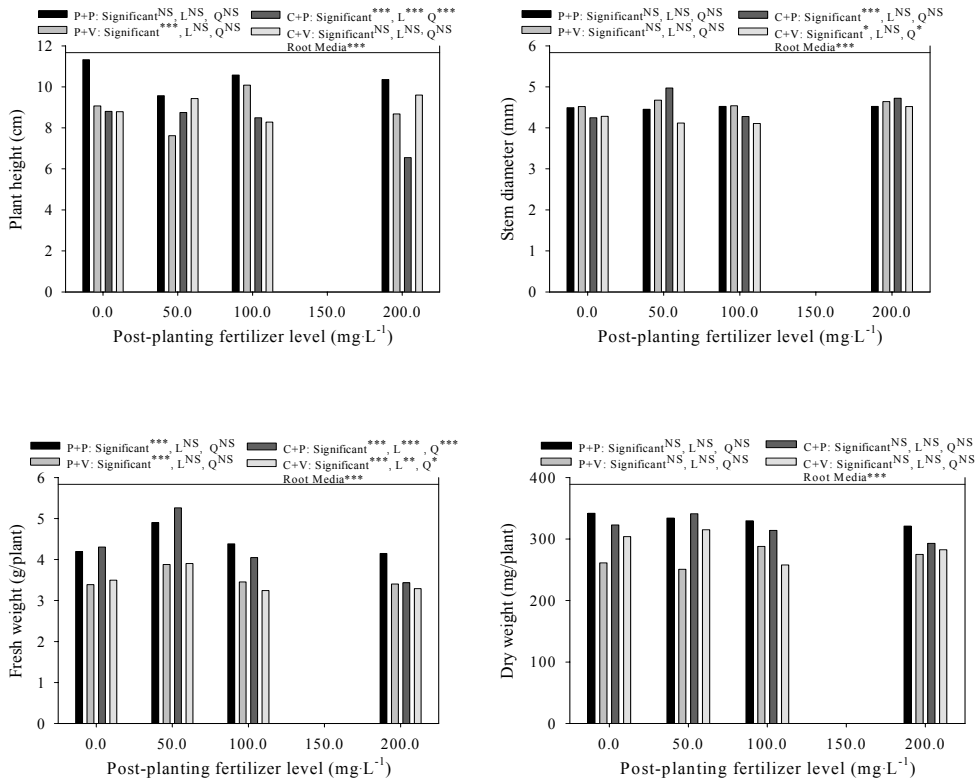 P+P: Significant^NS, L^NS, Q^NS
C+P: Significant^***, L^*** Q^***
P+V: Significant^***, L^NS, Q^NS
C+V: Significant^NS, L^NS, Q^NS
Root Media***
Plant height (cm)
12
10
8
6
4
2
0
0.0 50.0 100.0 150.0 200.0
Post-planting fertilizer level (mg·L^-1)
P+P: Significant^NS, L^NS, Q^NS
C+P: Significant^***, L^NS, Q^NS
P+V: Significant^NS, L^NS, Q^NS
C+V: Significant^*, L^NS, Q^*
Root Media***
Stem diameter (mm)
6
5
4
3
2
1
0
0.0 50.0 100.0 150.0 200.0
Post-planting fertilizer level (mg·L^-1)
P+P: Significant^***, L^NS, Q^NS
C+P: Significant^***, L^***, Q^***
P+V: Significant^***, L^NS, Q^NS
C+V: Significant^***, L^**, Q^*
Root Media***
Fresh weight (g/plant)
6
5
4
3
2
1
0
0.0 50.0 100.0 150.0 200.0
Post-planting fertilizer level (mg·L^-1)
P+P: Significant^NS, L^NS, Q^NS
C+P: Significant^NS, L^NS, Q^NS
P+V: Significant^NS, L^NS, Q^NS
C+V: Significant^NS, L^NS, Q^NS
Root Media***
Dry weight (mg/plant)
400
300
200
100
0
0.0 50.0 100.0 150.0 200.0
Post-planting fertilizer level (mg·L^-1)